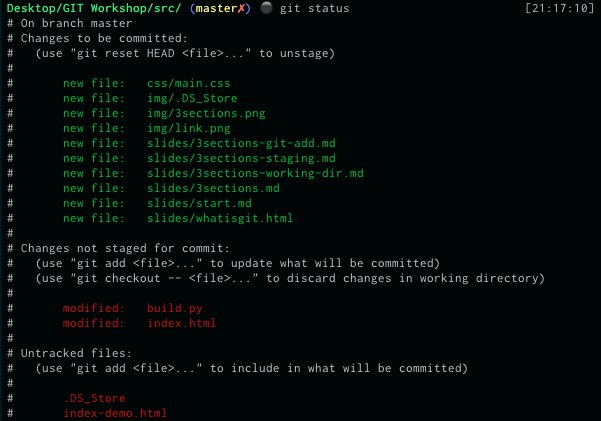 Desktop/GIT Workshop/src/ (master✗) git status [21:17:10]
# On branch master
# Changes to be committed:
#   (use "git reset HEAD <file>..." to unstage)
#
#       new file:   css/main.css
#       new file:   img/.DS_Store
#       new file:   img/3sections.png
#       new file:   img/link.png
#       new file:   slides/3sections-git-add.md
#       new file:   slides/3sections-staging.md
#       new file:   slides/3sections-working-dir.md
#       new file:   slides/3sections.md
#       new file:   slides/start.md
#       new file:   slides/whatisgit.html
#
# Changes not staged for commit:
#   (use "git add <file>..." to update what will be committed)
#   (use "git checkout -- <file>..." to discard changes in working directory)
#
#       modified:   build.py
#       modified:   index.html
#
# Untracked files:
#   (use "git add <file>..." to include in what will be committed)
#
#       .DS_Store
#       index-demo.html